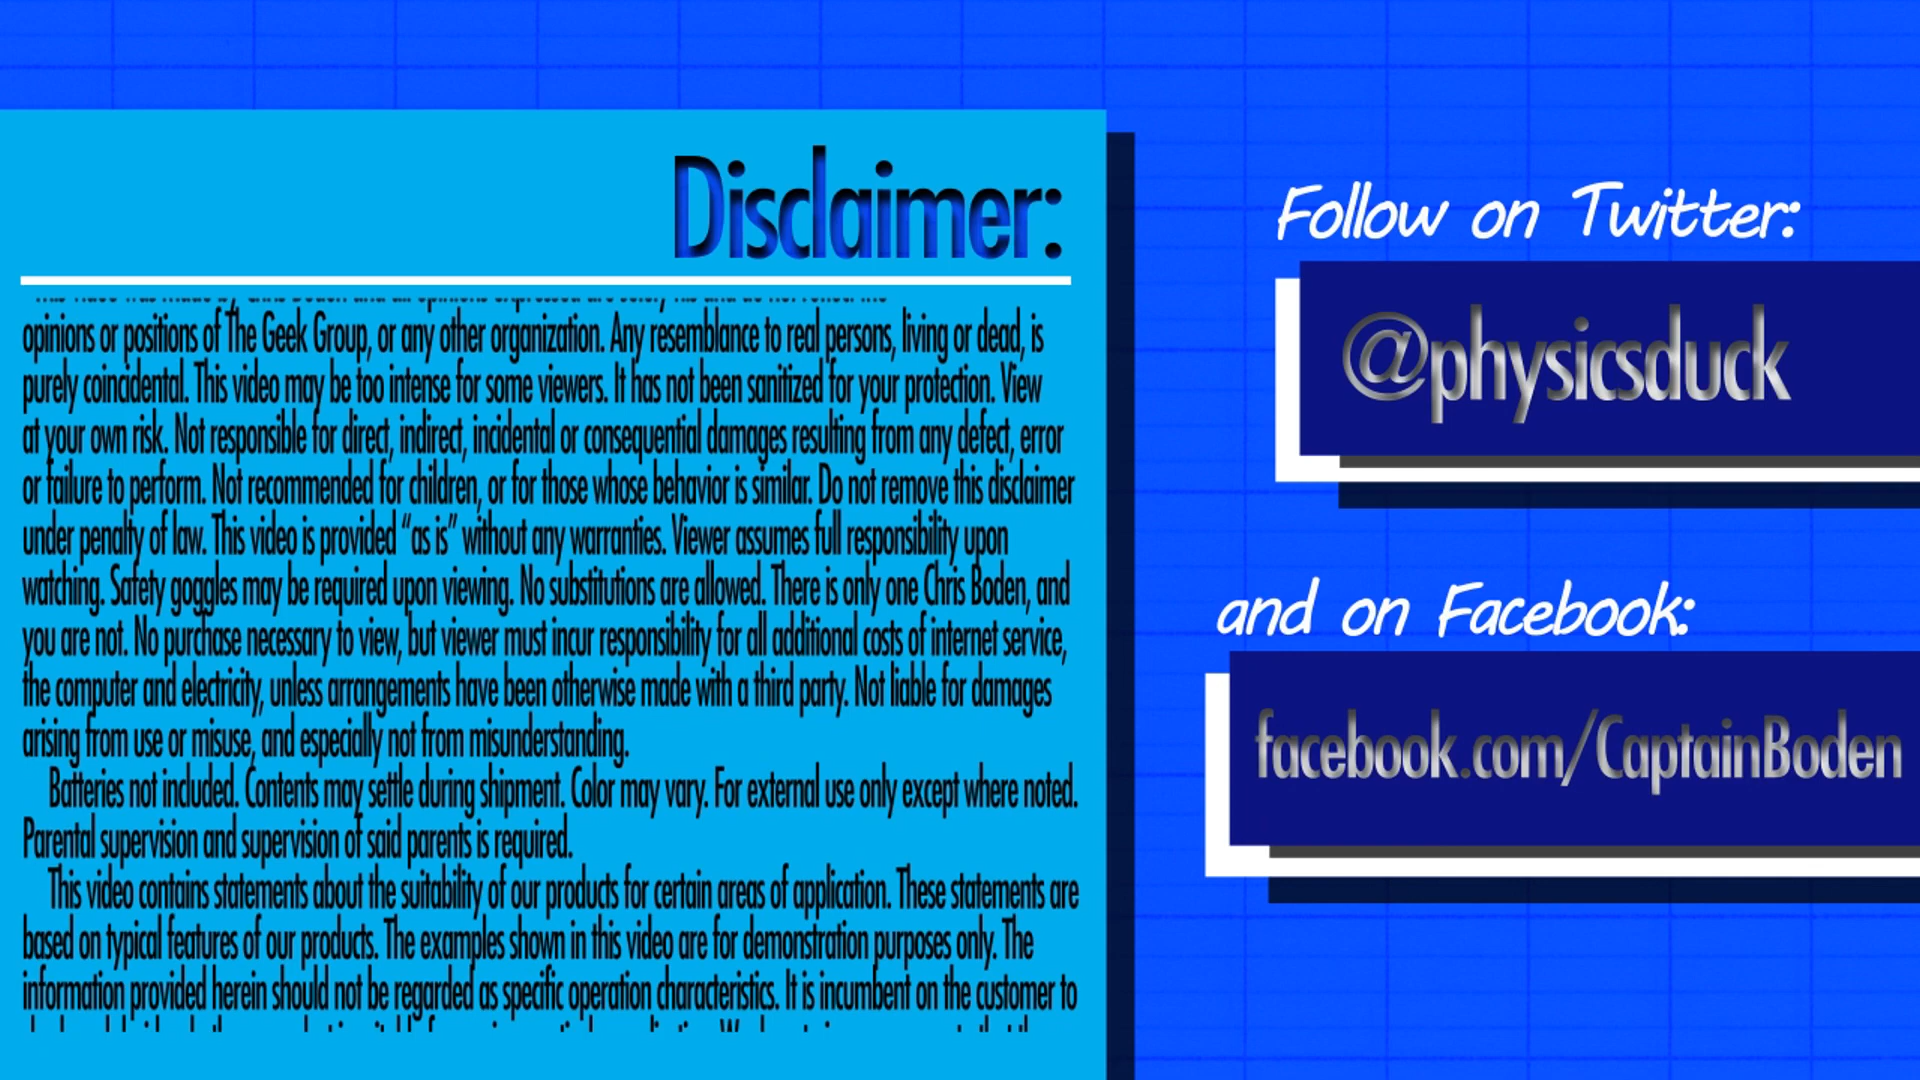 Disclaimer:
opinions or positions of The Geek Group, or any other organization. Any resemblance to real persons, living or dead, is
purely coincidental. This video may be too intense for some viewers. It has not been sanitized for your protection. View
at your own risk. Not responsible for direct, indirect, incidental or consequential damages resulting from any defect, error
or failure to perform. Not recommended for children, or for those whose behavior is similar. Do not remove this disclaimer
under penalty of law. This video is provided “as is” without any warranties. Viewer assumes full responsibility upon
watching. Safety goggles may be required upon viewing. No substitutions are allowed. There is only one Chris Boden, and
you are not. No purchase necessary to view, but viewer must incur responsibility for all additional costs of internet service,
the computer and electricity, unless arrangements have been otherwise made with a third party. Not liable for damages
arising from use or misuse, and especially not from misunderstanding.
Batteries not included. Contents may settle during shipment. Color may vary. For external use only except where noted.
Parental supervision and supervision of said parents is required.
This video contains statements about the suitability of our products for certain areas of application. These statements are
based on typical features of our products. The examples shown in this video are for demonstration purposes only. The
information provided herein should not be regarded as specific operation characteristics. It is incumbent on the customer to
Follow on Twitter:
@physicsduck
and on Facebook:
facebook.com/CaptainBoden